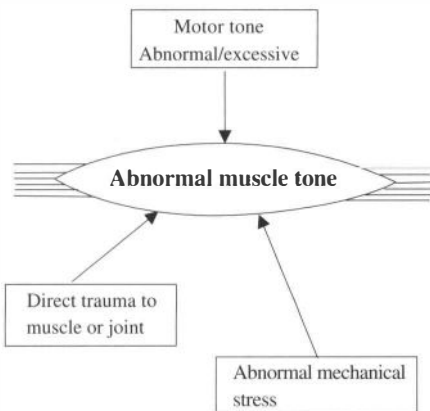 Motor tone
Abnormal/excessive
Abnormal muscle tone
Direct trauma to
muscle or joint
Abnormal mechanical
stress